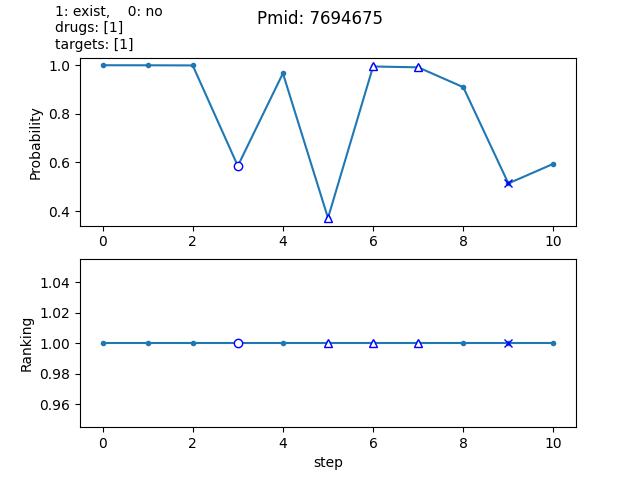 1: exist,    0: no
drugs: [1]
targets: [1]
Pmid: 7694675
1.0
0.8
0.6
0.4
Probability
0 2 4 6 8 10
1.04
1.02
1.00
0.98
0.96
Ranking
0 2 4 6 8 10
step